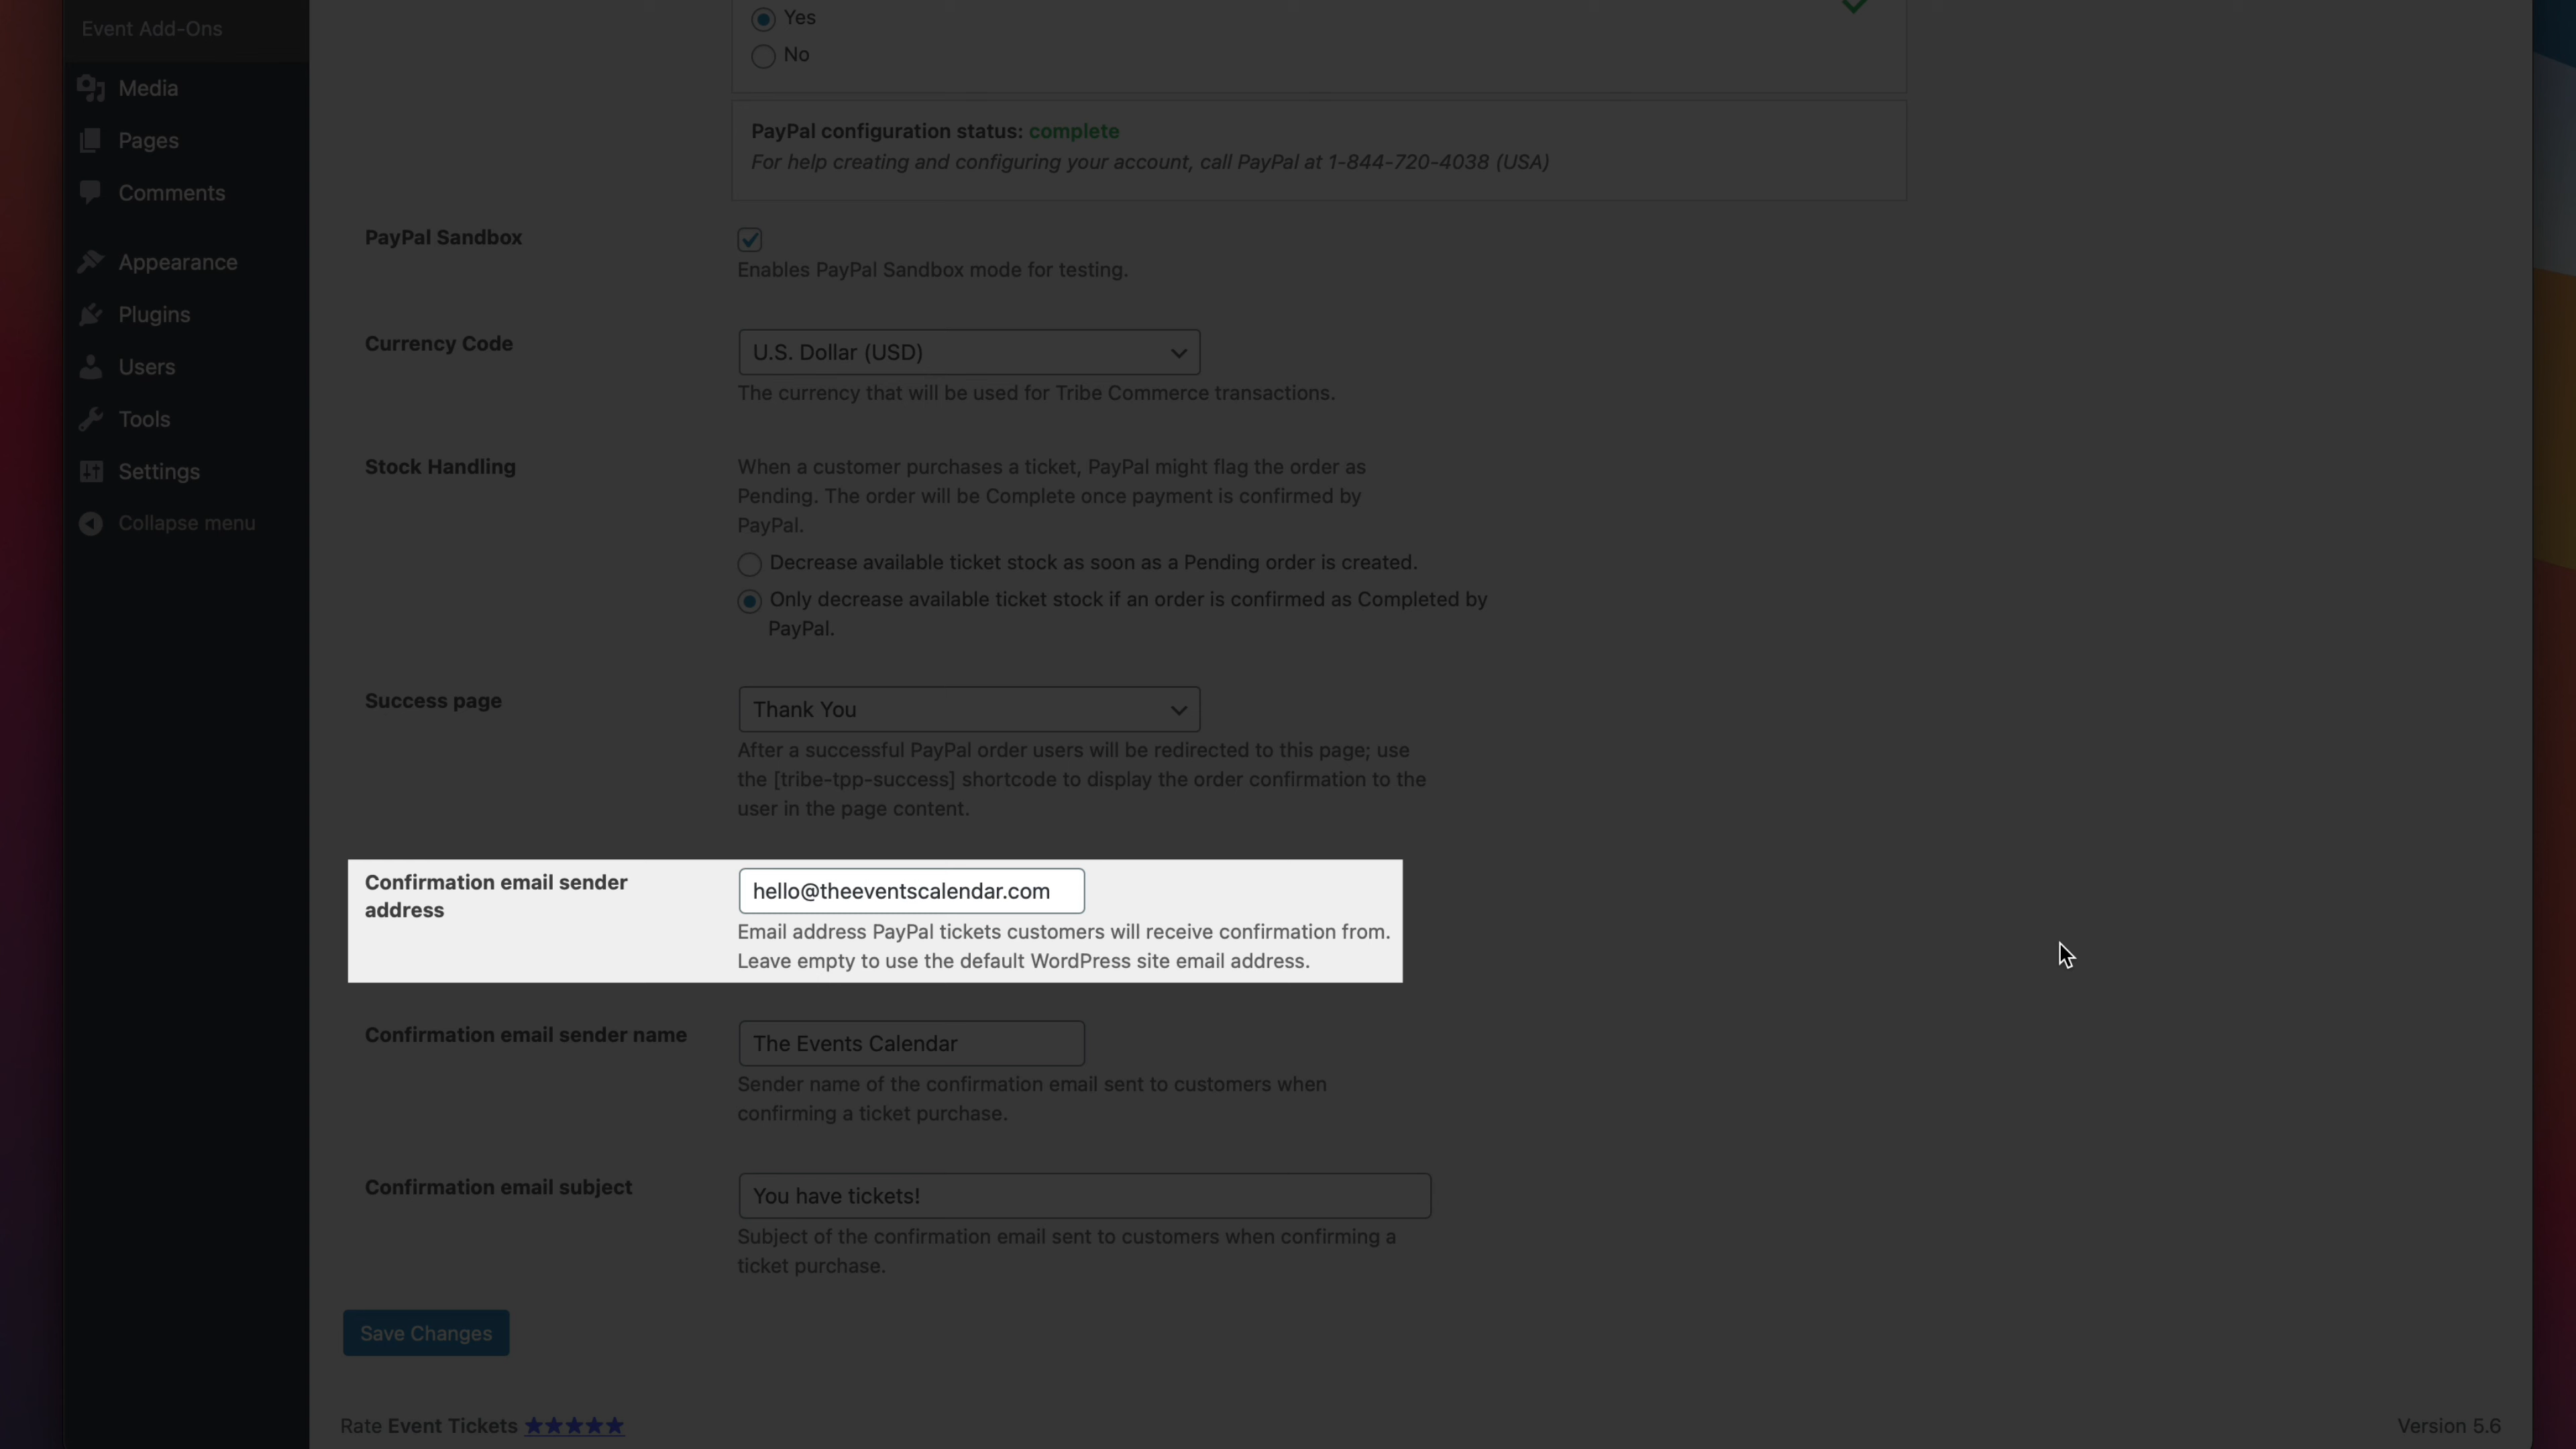 Event Add-Ons
Media
Pages
Comments
Appearance
Plugins
Users
Tools
Settings
Collapse menu
Yes
No
PayPal configuration status: complete
For help creating and configuring your account, call PayPal at 1-844-720-4038 (USA)
PayPal Sandbox
Enables PayPal Sandbox mode for testing.
Currency Code
U.S. Dollar (USD)
The currency that will be used for Tribe Commerce transactions.
Stock Handling
When a customer purchases a ticket, PayPal might flag the order as
Pending. The order will be Complete once payment is confirmed by
PayPal.
Decrease available ticket stock as soon as a Pending order is created.
Only decrease available ticket stock if an order is confirmed as Completed by
PayPal.
Success page
Thank You
After a successful PayPal order users will be redirected to this page; use
the [tribe-tpp-success] shortcode to display the order confirmation to the
user in the page content.
Confirmation email sender
address
hello@theeventscalendar.com
Email address PayPal tickets customers will receive confirmation from.
Leave empty to use the default WordPress site email address.
Confirmation email sender name
The Events Calendar
Sender name of the confirmation email sent to customers when
confirming a ticket purchase.
Confirmation email subject
You have tickets!
Subject of the confirmation email sent to customers when confirming a
ticket purchase.
Save Changes
Rate Event Tickets ★★★★★
Version 5.6